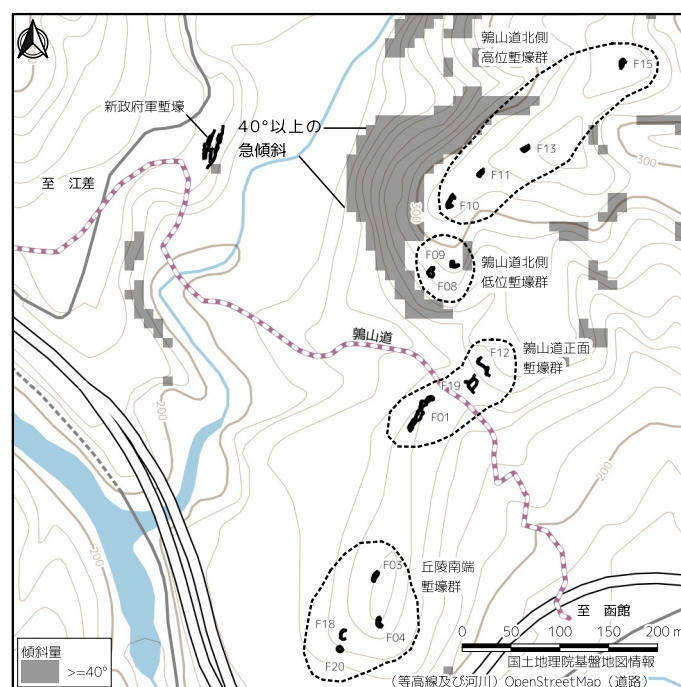 鶉山道北側
高位塹壕群
F15
新政府軍塹壕
40°以上の
急傾斜
F13
300
至 江差
F11
300
F10
F09
鶉山道北側
低位塹壕群
F08
鶉山道
F12
鶉山道正面
塹壕群
F19
200
F01
200
200
F03
丘陵南端
塹壕群
F18
F04
F20
至 函館
0 50 100 150 200 m
傾斜量
>=40°
国土地理院基盤地図情報
(等高線及び河川) OpenStreetMap (道路)